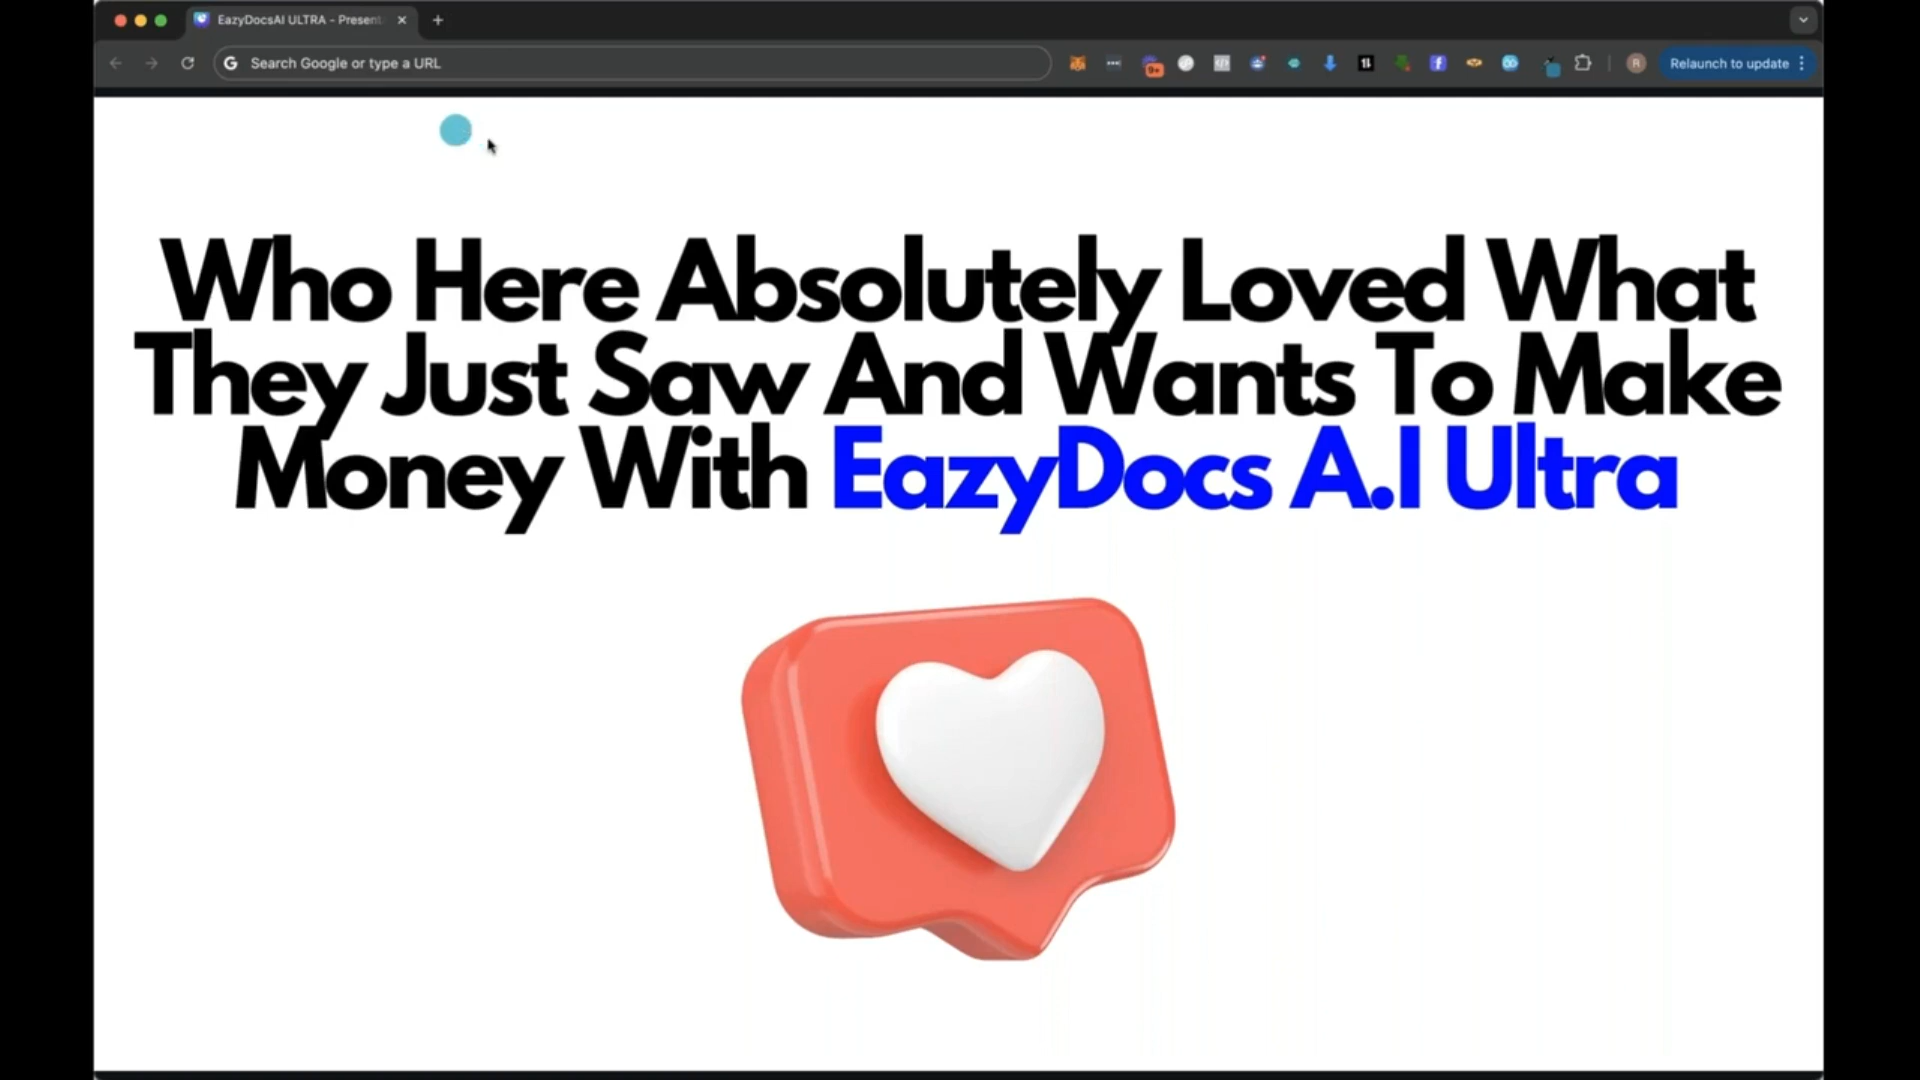 EazyDocsAI ULTRA - Present
Search Google or type a URL
9+
R
Relaunch to update
Who Here Absolutely Loved What
They Just Saw And Wants To Make
Money With EazyDocs A.I Ultra